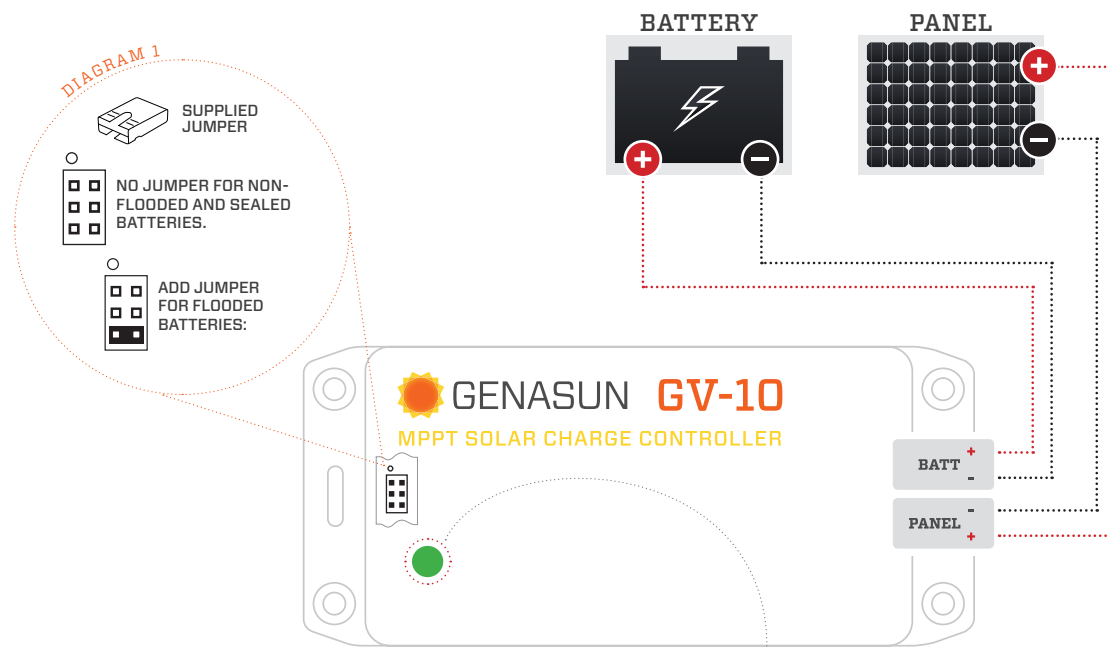 BATTERY
PANEL
DIAGRAM 1
SUPPLIED
JUMPER
NO JUMPER FOR NON-
FLOODED AND SEALED
BATTERIES.
ADD JUMPER
FOR FLOODED
BATTERIES:
GENASUN GV-10
MPPT SOLAR CHARGE CONTROLLER
BATT + -
PANEL - +